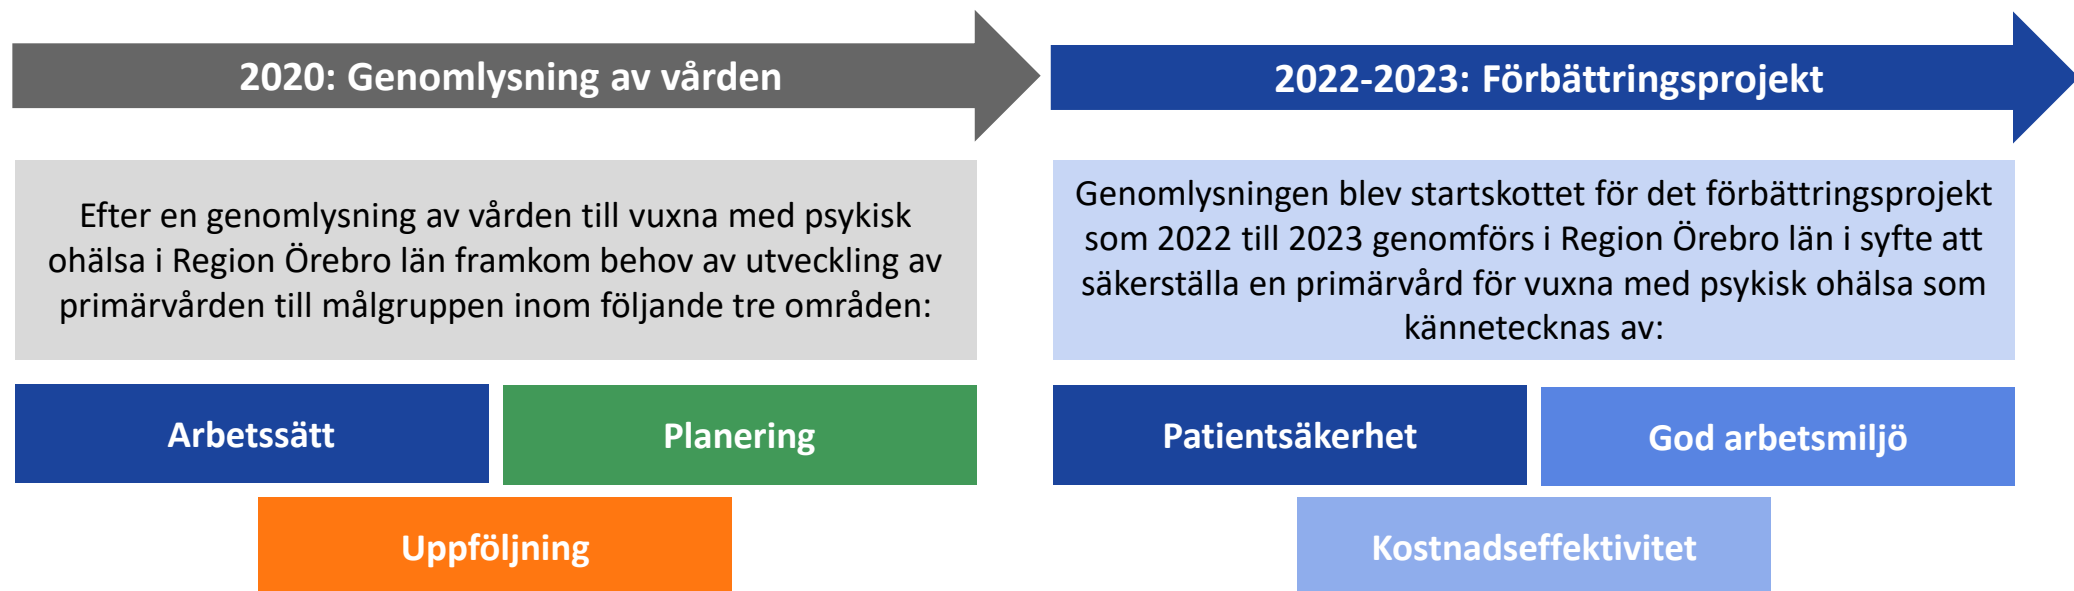 2020: Genomlysning av vården
Efter en genomlysning av vården till vuxna med psykisk
ohälsa i Region Örebro län framkom behov av utveckling av
primärvården till målgruppen inom följande tre områden:
Arbetssätt
Planering
Uppföljning
2022-2023: Förbättringsprojekt
Genomlysningen blev startskottet för det förbättringsprojekt
som 2022 till 2023 genomförs i Region Örebro län i syfte att
säkerställa en primärvård för vuxna med psykisk ohälsa som
kännetecknas av:
Patientsäkerhet
God arbetsmiljö
Kostnadseffektivitet